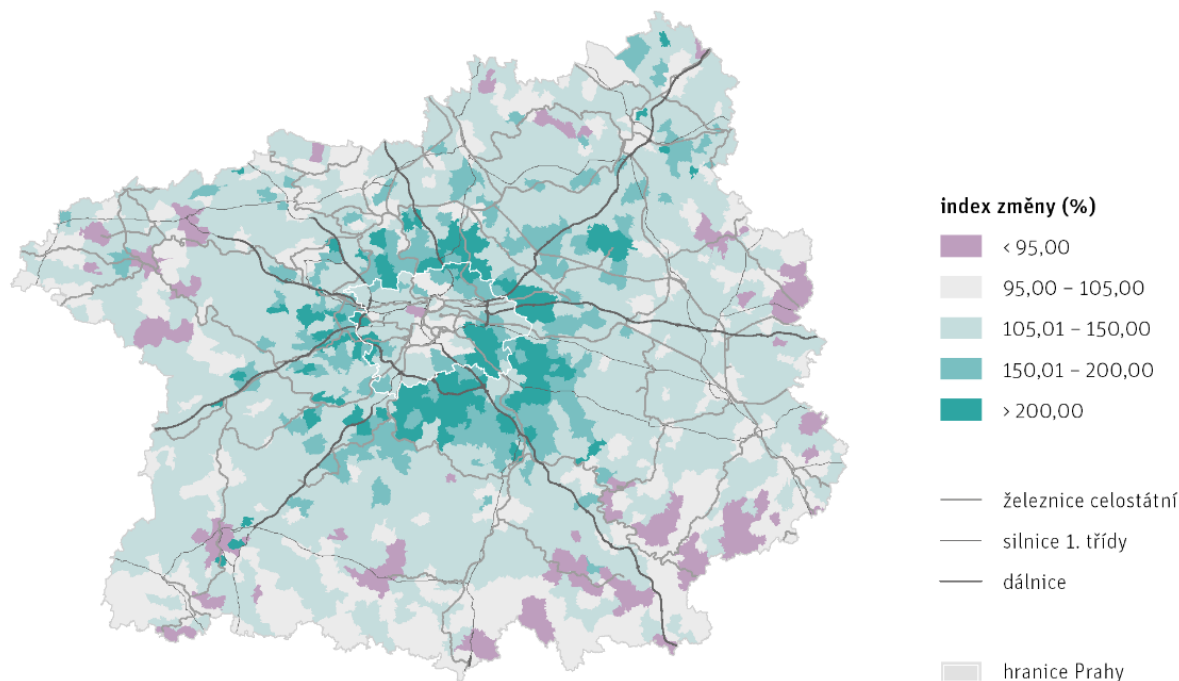 index změny (%)
< 95,00
95,00 – 105,00
105,01 – 150,00
150,01 – 200,00
> 200,00
železnice celostátní
silnice 1. třídy
dálnice
hranice Prahy